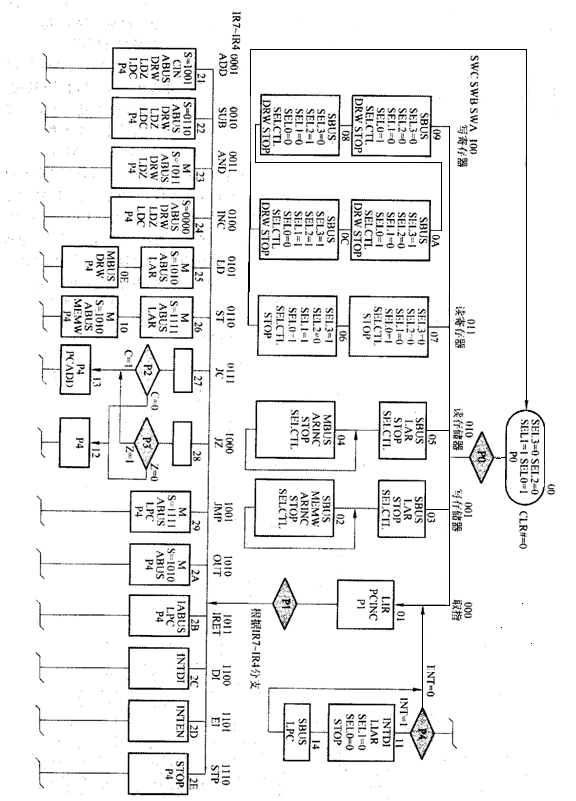 00
SEL3=0 SEL2=0
SEL1=1 SEL0=1
P0
CLR#=0
P0
SWC SWB SWA 100
写寄存器
011
读寄存器
010
读存储器
001
写存储器
000
取指
09
SBUS
SEL3=0
SEL2=0
SEL1=0
SEL0=1
SELCTL
DRW STOP
08
SBUS
SEL3=0
SEL2=1
SEL1=0
SEL0=0
SELCTL
DRW STOP
0A
SBUS
SEL3=1
SEL2=0
SEL1=0
SEL0=1
SELCTL
DRW STOP
0C
SBUS
SEL3=1
SEL2=1
SEL1=1
SEL0=0
SELCTL
DRW STOP
07
SEL3=0
SEL2=0
SEL1=0
SEL0=1
SELCTL
STOP
06
SEL3=1
SEL2=0
SEL1=1
SEL0=1
SELCTL
STOP
05
SBUS
LAR
STOP
SELCTL
04
MBUS
ARINC
STOP
SELCTL
03
SBUS
LAR
STOP
SELCTL
02
SBUS
MEMW
ARINC
STOP
SELCTL
01
LIR
PCINC
P1
P4
INT=0
INT=1
11
INTDI
LIAR
SEL1=0
SEL0=0
STOP
14
SBUS
LPC
P1
根据IR7~IR4分支
IR7~IR4 0001
ADD
0010
SUB
0011
AND
0100
INC
0101
LD
0110
ST
0111
JC
1000
JZ
1001
JMP
1010
OUT
1011
IRET
1100
DI
1101
EI
1110
STP
21
S=1001
CIN
ABUS
DRW
LDZ
LDC
P4
22
S=0110
ABUS
DRW
LDZ
LDC
P4
23
M
S=1011
ABUS
DRW
LDZ
P4
24
S=0000
ABUS
DRW
LDZ
LDC
P4
25
M
S=1010
ABUS
LAR
0E
MBUS
DRW
P4
26
M
S=1111
ABUS
LAR
10
M
S=1010
ABUS
MEMW
P4
27
P2
C=0
C=1
13
P4
PCADD
28
P3
Z=0
Z=1
12
P4
29
M
S=1111
ABUS
LPC
P4
2A
M
S=1010
ABUS
P4
2B
IABUS
LPC
P4
2C
INTDI
2D
INTEN
2E
STOP
P4